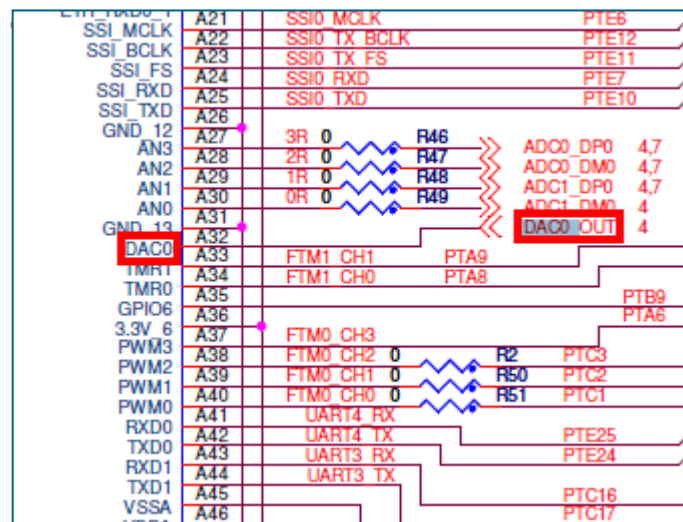 ETH_RXD0_1
A21 SSI0_MCLK PTE6
SSI_MCLK
A22 SSI0_TX_BCLK PTE12
SSI_BCLK
A23 SSI0_TX_FS PTE11
SSI_FS
A24 SSI0_RXD PTE7
SSI_RXD
A25 SSI0_TXD PTE10
SSI_TXD
A26
GND_12
A27 3R 0 R46 ADC0_DP0 4,7
AN3
A28 2R 0 R47 ADC0_DM0 4,7
AN2
A29 1R 0 R48 ADC1_DP0 4,7
AN1
A30 0R 0 R49 ADC1_DM0 4
AN0
A31 DAC0_OUT 4
GND_13
A32
DAC0
A33 FTM1_CH1 PTA9
TMR1
A34 FTM1_CH0 PTA8
TMR0
A35 PTB9
GPIO6
A36 PTA6
3.3V_6
A37 FTM0_CH3
PWM3
A38 FTM0_CH2 0 R2 PTC3
PWM2
A39 FTM0_CH1 0 R50 PTC2
PWM1
A40 FTM0_CH0 0 R51 PTC1
PWM0
A41 UART4_RX
RXD0
A42 UART4_TX PTE25
TXD0
A43 UART3_RX PTE24
RXD1
A44 UART3_TX
TXD1
A45 PTC16
VSSA
A46 PTC17